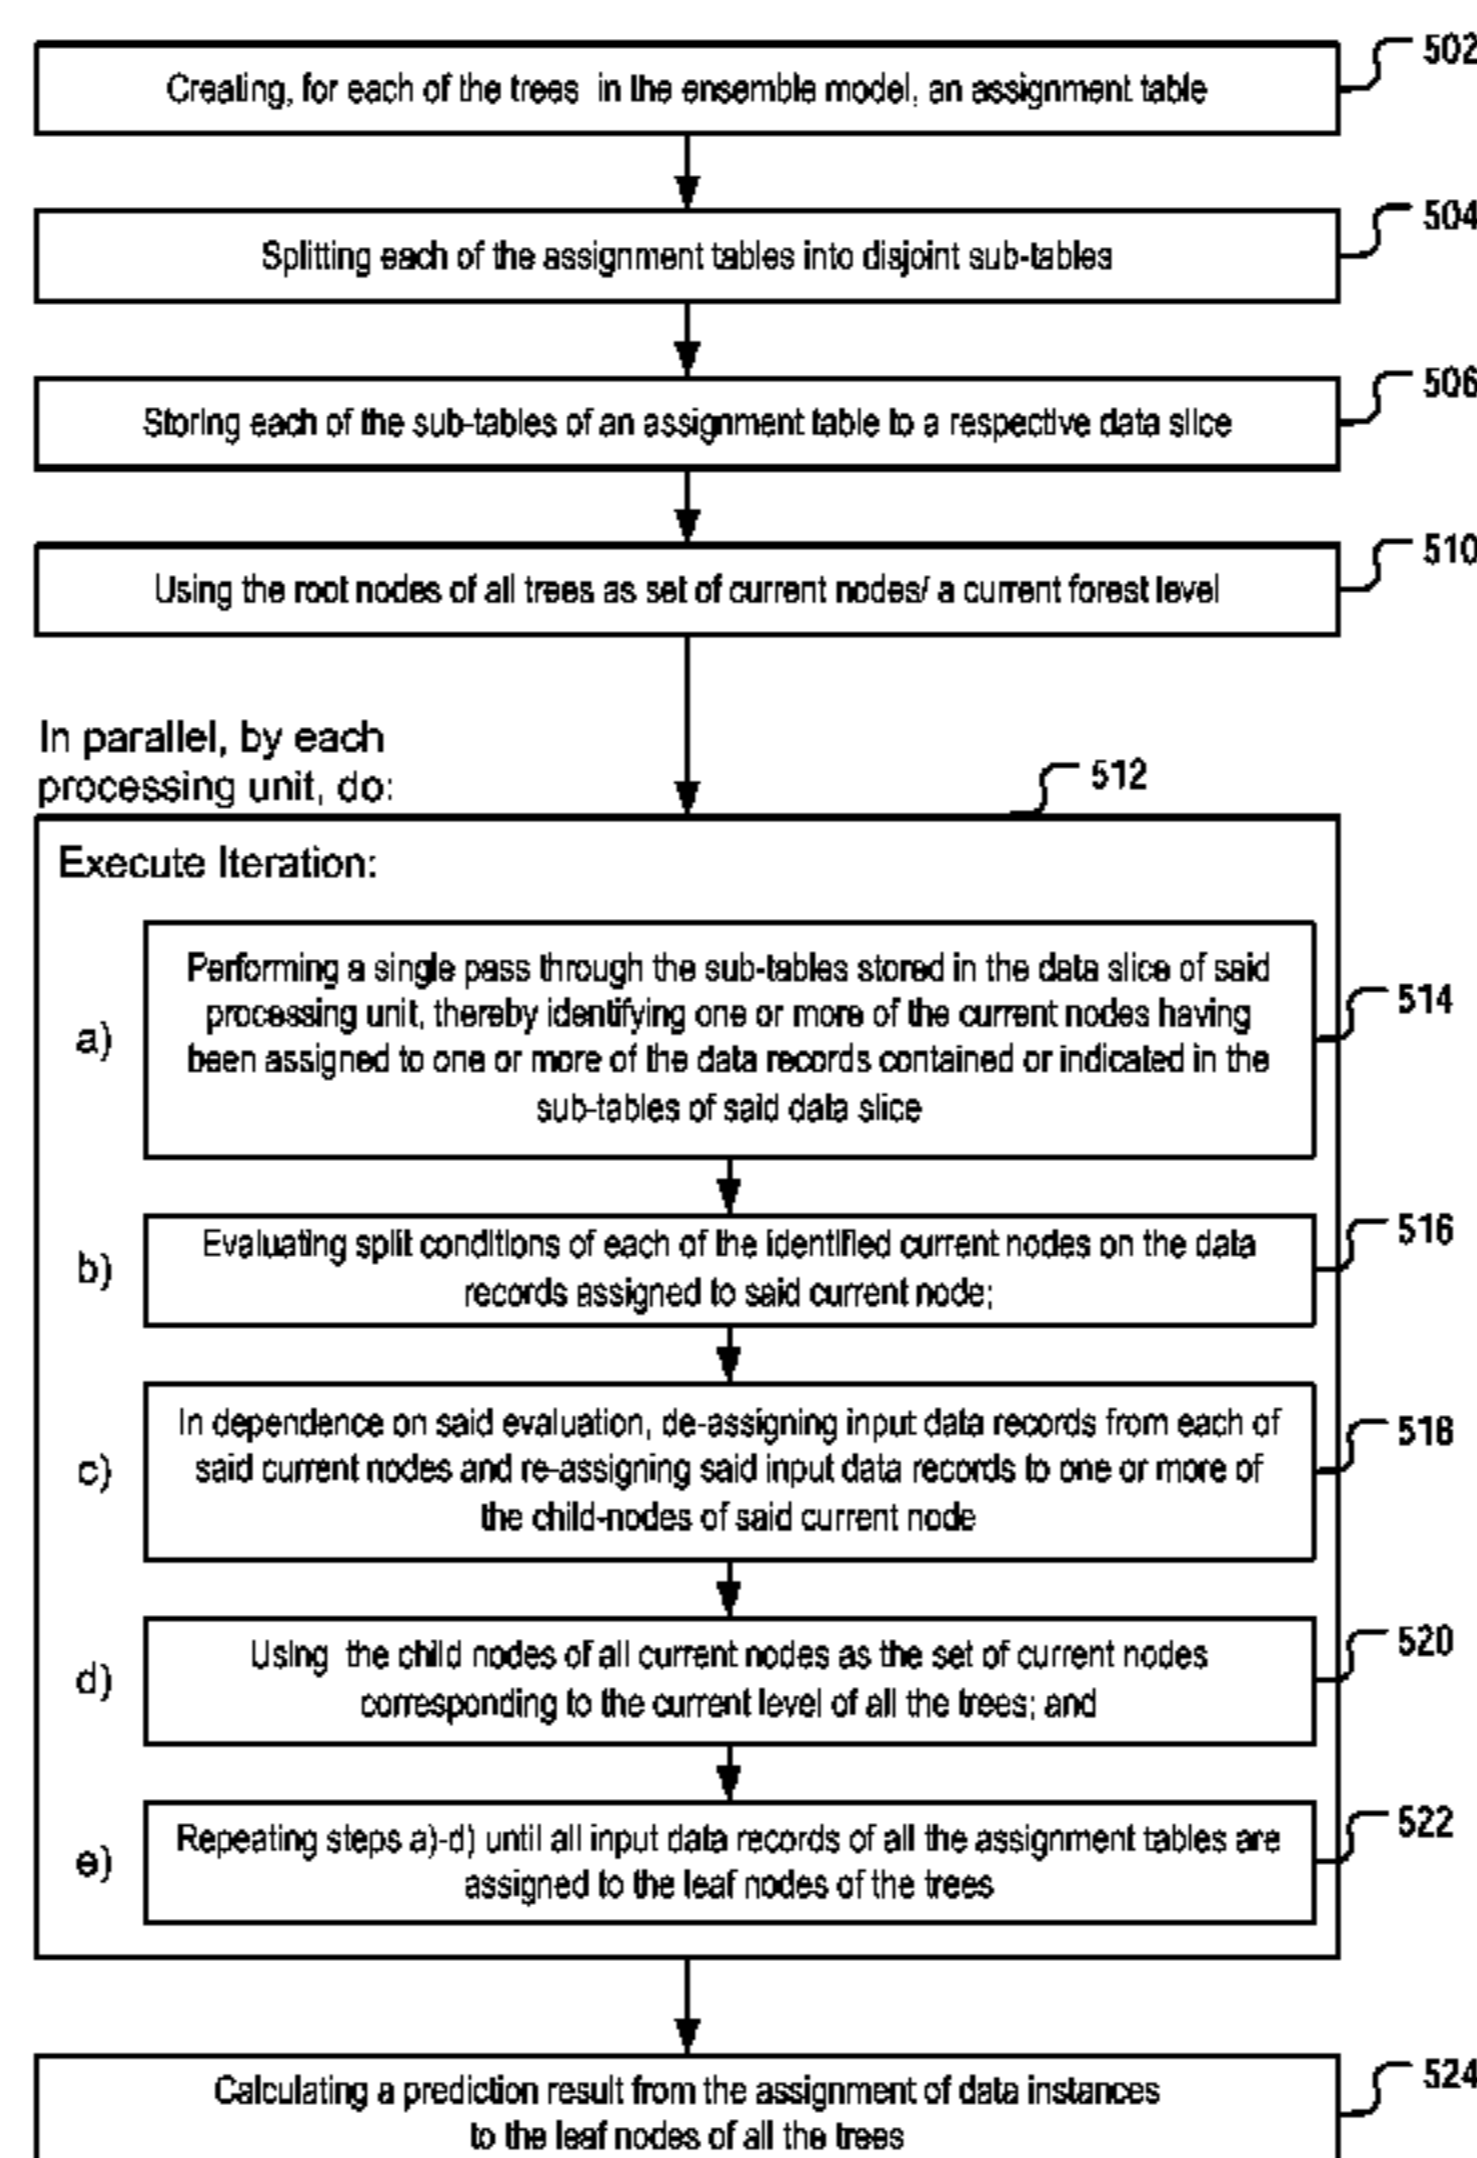 502
Creating, for each of the trees in the ensemble model, an assignment table
504
Splitting each of the assignment tables into disjoint sub-tables
506
Storing each of the sub-tables of an assignment table to a respective data slice
510
Using the root nodes of all trees as set of current nodes/ a current forest level
In parallel, by each
processing unit, do:
512
Execute Iteration:
a)
Performing a single pass through the sub-tables stored in the data slice of said
processing unit, thereby identifying one or more of the current nodes having
been assigned to one or more of the data records contained or indicated in the
sub-tables of said data slice
514
b)
Evaluating split conditions of each of the identified current nodes on the data
records assigned to said current node;
516
c)
In dependence on said evaluation, de-assigning input data records from each of
said current nodes and re-assigning said input data records to one or more of
the child-nodes of said current node
518
d)
Using the child nodes of all current nodes as the set of current nodes
corresponding to the current level of all the trees; and
520
e)
Repeating steps a)-d) until all input data records of all the assignment tables are
assigned to the leaf nodes of the trees
522
Calculating a prediction result from the assignment of data instances
to the leaf nodes of all the trees
524